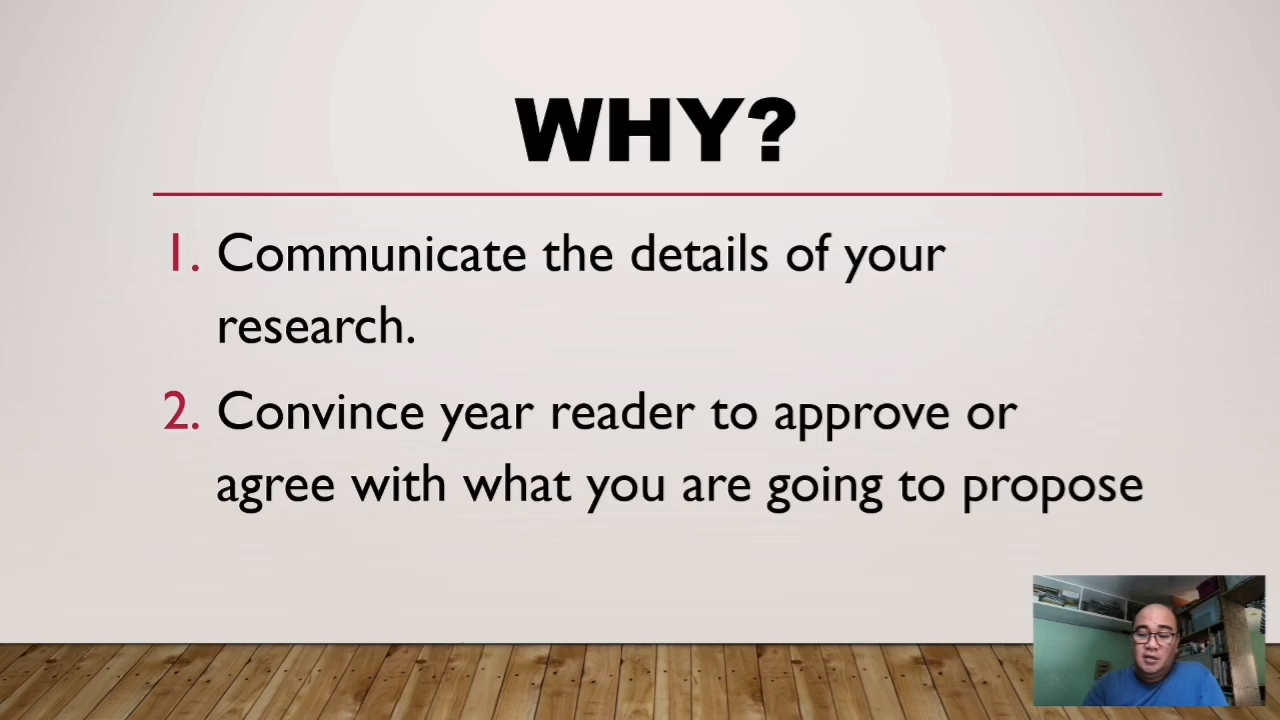 WHY?
1. Communicate the details of your
research.
2. Convince year reader to approve or
agree with what you are going to propose